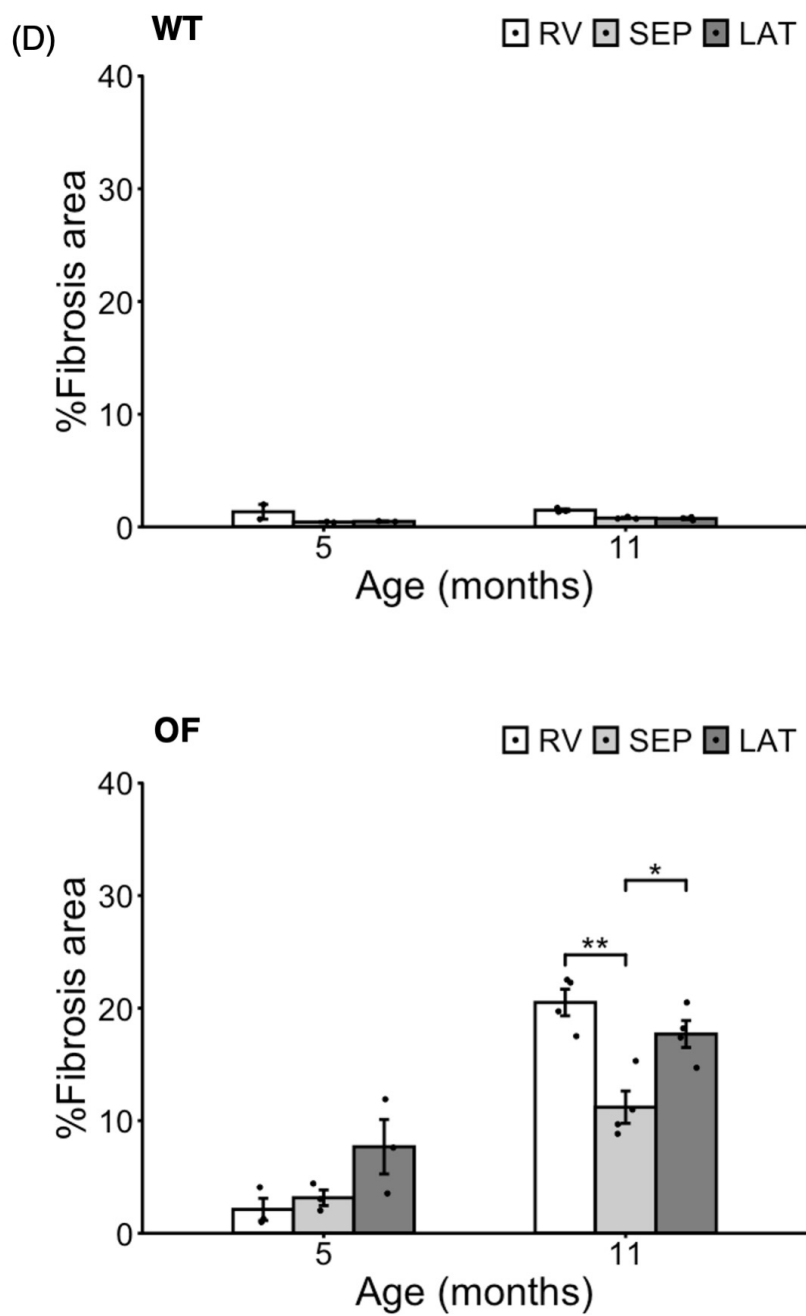 (D) WT RV SEP LAT
40
30
20
10
0
%Fibrosis area
5 11
Age (months)
OF RV SEP LAT
40
30
20
10
0
%Fibrosis area
*
**
5 11
Age (months)